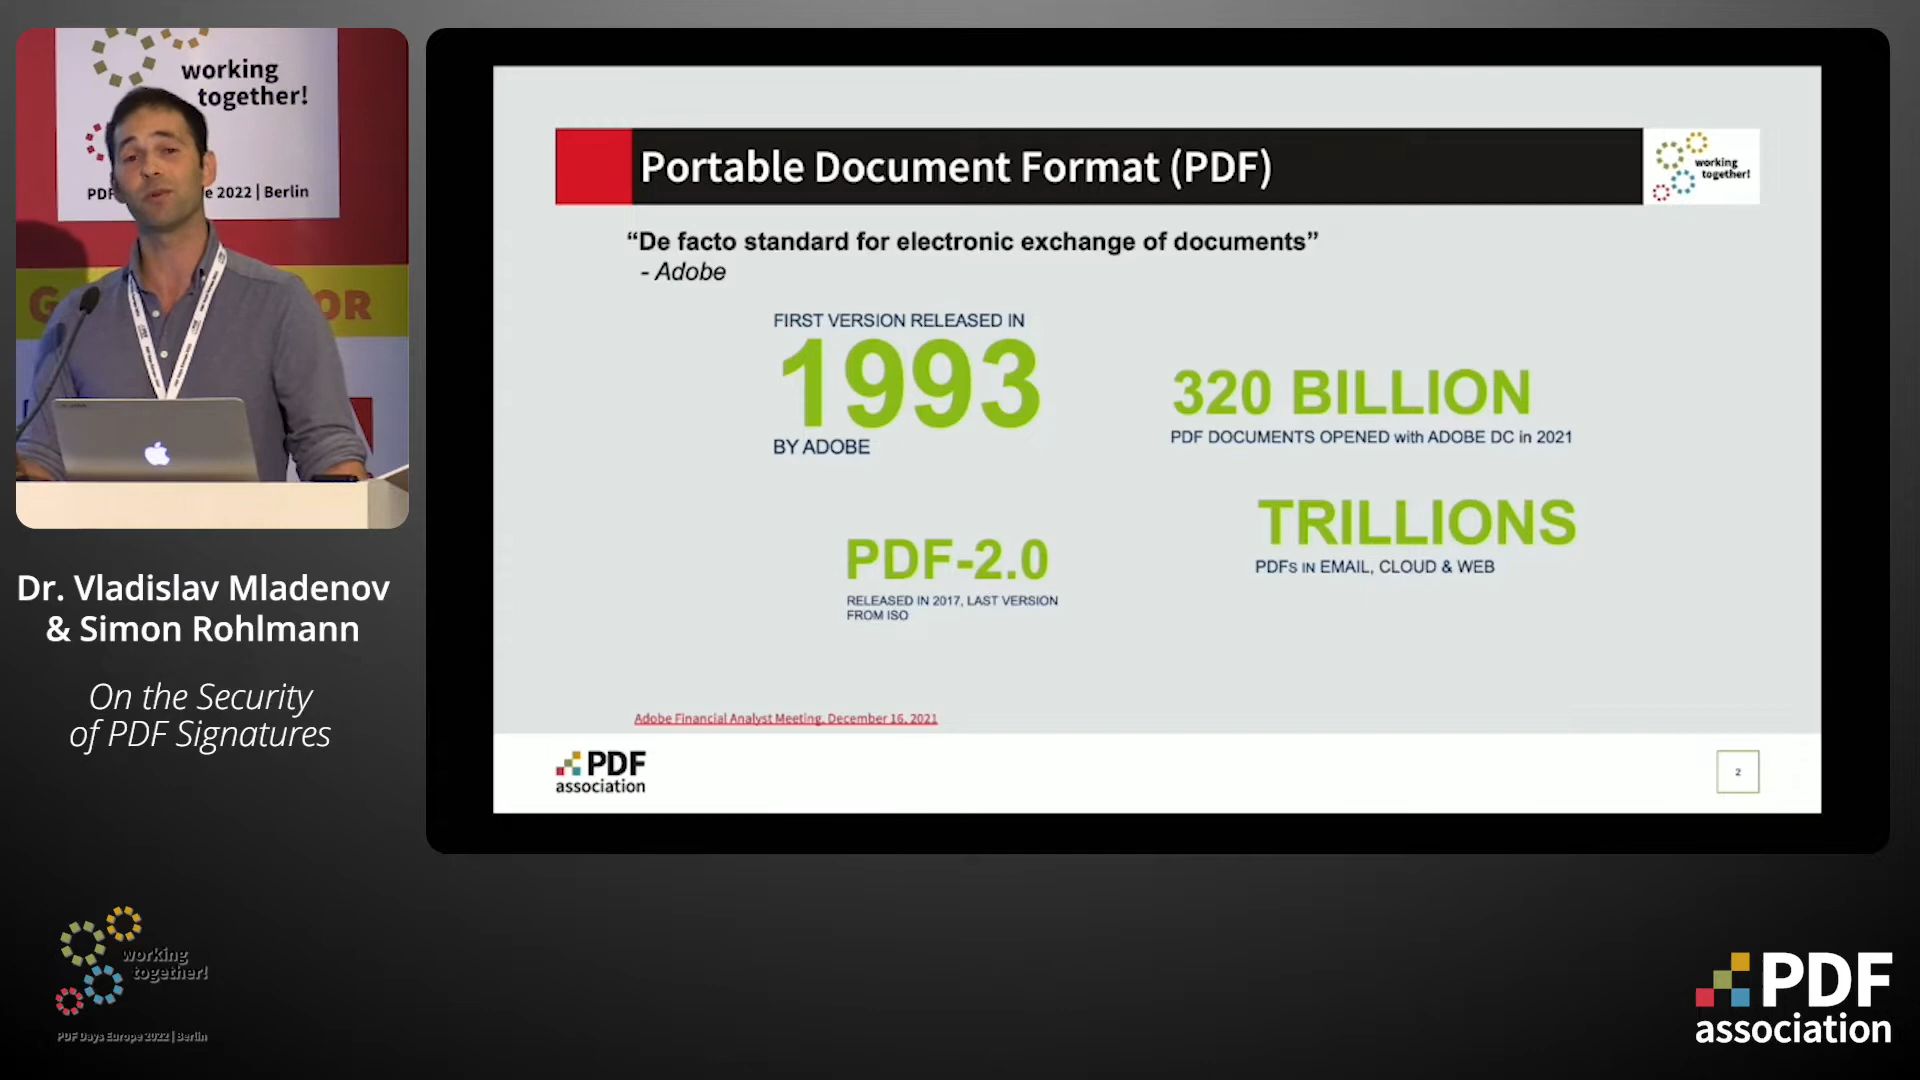 working
together!
PDF
e 2022 | Berlin
G
OR
Dr. Vladislav Mladenov
& Simon Rohlmann
On the Security
of PDF Signatures
Portable Document Format (PDF)
working
together!
“De facto standard for electronic exchange of documents”
- Adobe
FIRST VERSION RELEASED IN
1993
BY ADOBE
320 BILLION
PDF DOCUMENTS OPENED with ADOBE DC in 2021
TRILLIONS
PDFs IN EMAIL, CLOUD & WEB
PDF-2.0
RELEASED IN 2017, LAST VERSION
FROM ISO
Adobe Financial Analyst Meeting, December 16, 2021
PDF
association
2
working
together!
PDF Days Europe 2022 | Berlin
PDF
association